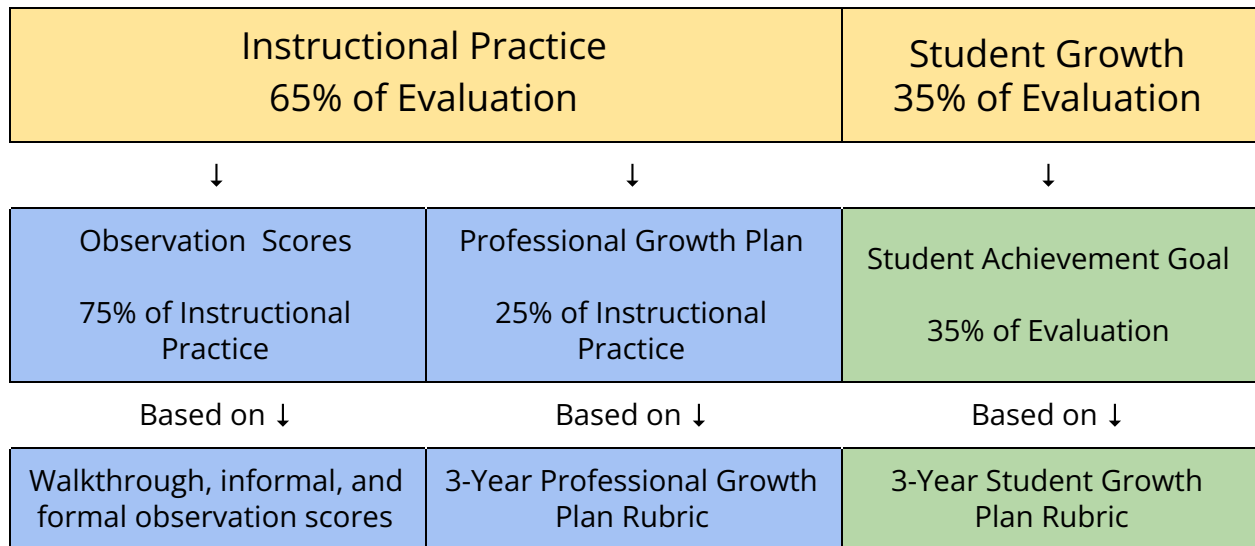 Instructional Practice
65% of Evaluation
Student Growth
35% of Evaluation
↓
↓
↓
Observation  Scores
75% of Instructional
Practice
Professional Growth Plan
25% of Instructional
Practice
Student Achievement Goal
35% of Evaluation
Based on ↓
Based on ↓
Based on ↓
Walkthrough, informal, and
formal observation scores
3-Year Professional Growth
Plan Rubric
3-Year Student Growth
Plan Rubric